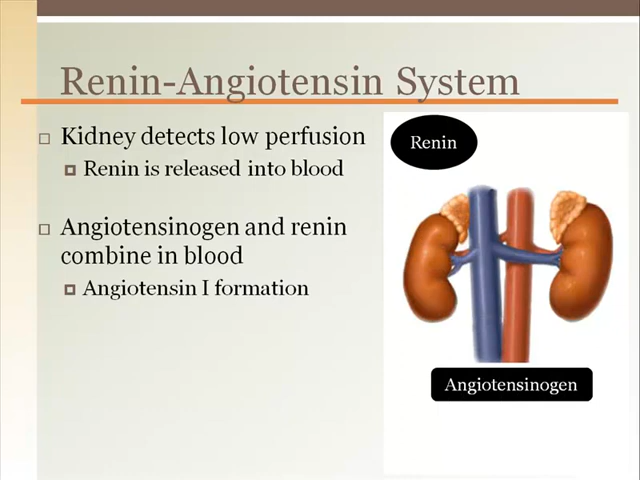 Renin-Angiotensin System
Kidney detects low perfusion
Renin is released into blood
Angiotensinogen and renin
combine in blood
Angiotensin I formation
Renin
Angiotensinogen